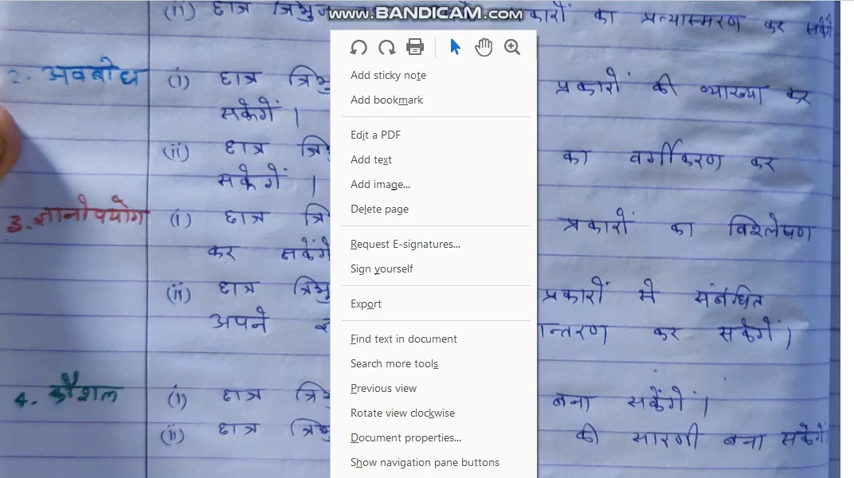 www.BANDICAM.com
(ii) छात्र त्रिभुज कारों का प्रत्यास्मरण कर सकेंगे
2. अवबोध (i) छात्र त्रि प्रकारों की व्याख्या कर
सकेगें ।
(ii) छात्र त्रि का वर्गीकरण कर
सकेगें ।
3. ज्ञानोपयोग (i) छात्र त्रि प्रकारों का विश्लेषण
कर सकेंगे
(ii) छात्र त्रिभु प्रकारों से संबंधित
अपने न्तरण कर सकेगें ।
4. कौशल (i) छात्र त्रि बना सकेंगे ।
(ii) छात्र त्रिभु की सारणी बना सकेंगे
Add sticky note
Add bookmark
Edit a PDF
Add text
Add image...
Delete page
Request E-signatures...
Sign yourself
Export
Find text in document
Search more tools
Previous view
Rotate view clockwise
Document properties...
Show navigation pane buttons